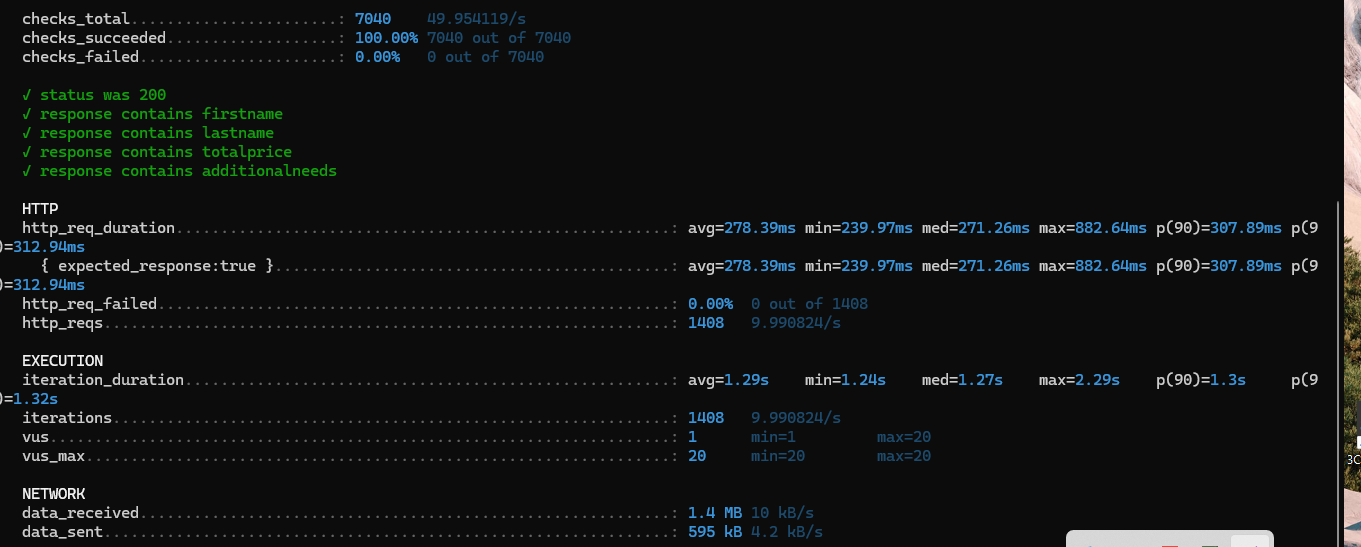 checks_total.......................: 7040    49.954119/s
checks_succeeded...................: 100.00% 7040 out of 7040
checks_failed......................: 0.00%   0 out of 7040
✓ status was 200
✓ response contains firstname
✓ response contains lastname
✓ response contains totalprice
✓ response contains additionalneeds
HTTP
http_req_duration.......................................................: avg=278.39ms min=239.97ms med=271.26ms max=882.64ms p(90)=307.89ms p(9
)=312.94ms
{ expected_response:true }............................................: avg=278.39ms min=239.97ms med=271.26ms max=882.64ms p(90)=307.89ms p(9
)=312.94ms
http_req_failed.........................................................: 0.00%  0 out of 1408
http_reqs...............................................................: 1408   9.990824/s
EXECUTION
iteration_duration......................................................: avg=1.29s    min=1.24s    med=1.27s    max=2.29s    p(90)=1.3s     p(9
)=1.32s
iterations..............................................................: 1408   9.990824/s
vus.....................................................................: 1      min=1         max=20
vus_max.................................................................: 20     min=20        max=20
NETWORK
data_received...........................................................: 1.4 MB 10 kB/s
data_sent...............................................................: 595 kB 4.2 kB/s